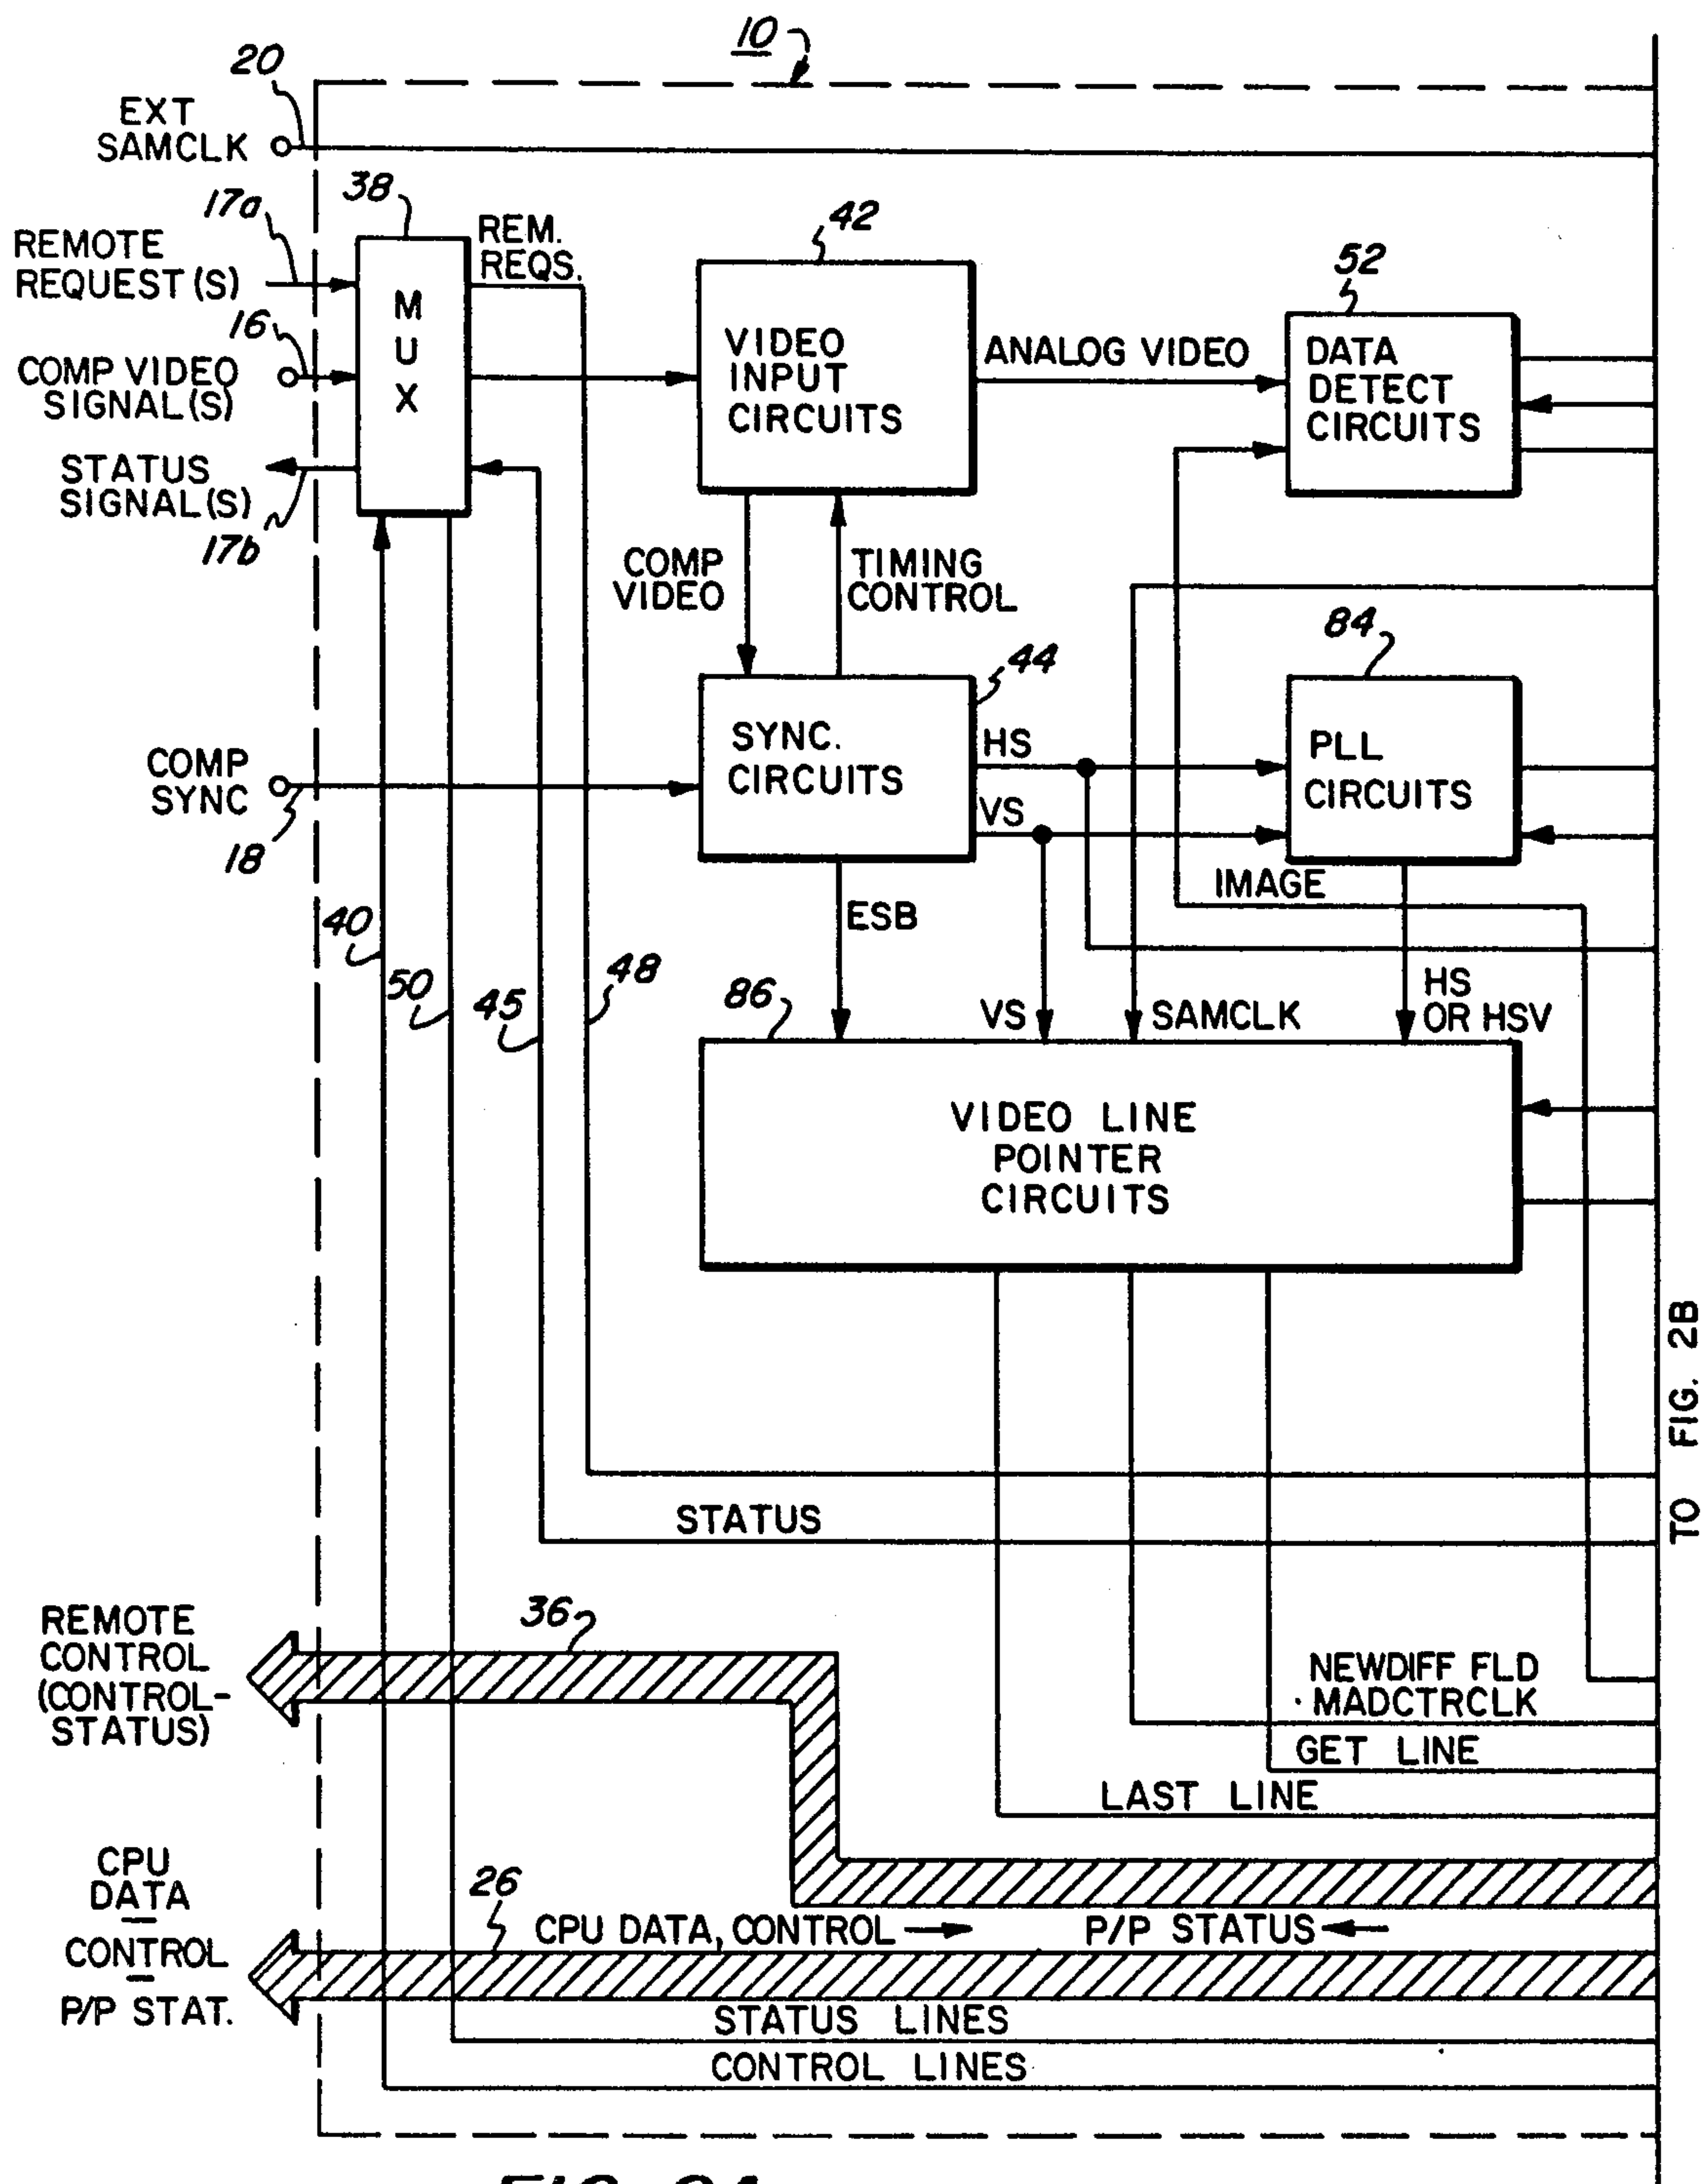 10
20
EXT
SAMCLK
17a
38
REMOTE
REQUEST(S)
REM.
REQS.
42
52
16
COMP VIDEO
SIGNAL(S)
MUX
VIDEO
INPUT
CIRCUITS
ANALOG VIDEO
DATA
DETECT
CIRCUITS
STATUS
SIGNAL(S)
17b
COMP
VIDEO
TIMING
CONTROL
84
44
COMP
SYNC
18
SYNC.
CIRCUITS
HS
VS
PLL
CIRCUITS
IMAGE
ESB
40
50
45
48
86
VS
SAMCLK
HS
OR HSV
VIDEO LINE
POINTER
CIRCUITS
TO FIG. 2B
STATUS
REMOTE
CONTROL
(CONTROL-
STATUS)
36
NEWDIFF FLD
MADCTRCLK
GET LINE
LAST LINE
CPU
DATA
—
CONTROL
—
P/P STAT.
26
CPU DATA, CONTROL →
P/P STATUS ←
STATUS LINES
CONTROL LINES